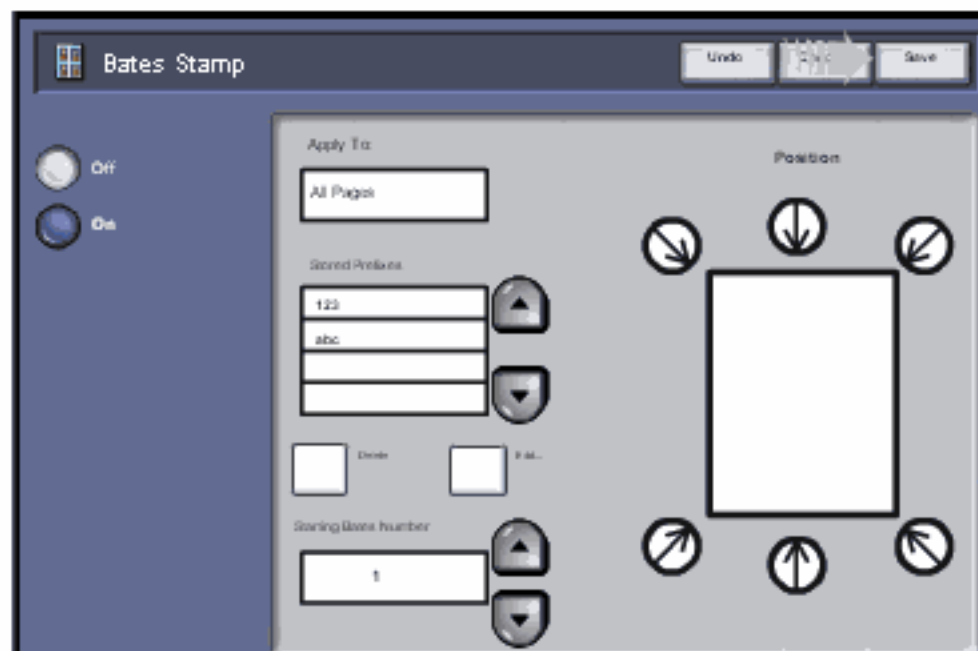 Bates Stamp
Undo
Save
Off
On
Apply To:
Position
All Pages
Stored Prefixes
123
abc
Delete
Starting Bates Number
1